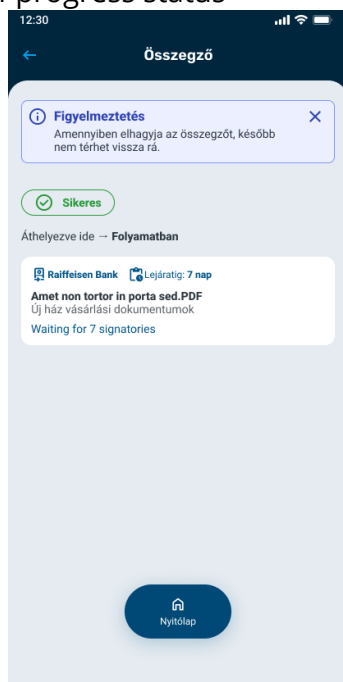 progress status
12:30
Összegző
Figyelmeztetés
Amennyiben elhagyja az összegzőt, később
nem térhet vissza rá.
Sikeres
Áthelyezve ide → Folyamatban
Raiffeisen Bank Lejáratig: 7 nap
Amet non tortor in porta sed.PDF
Új ház vásárlási dokumentumok
Waiting for 7 signatories
Nyitólap